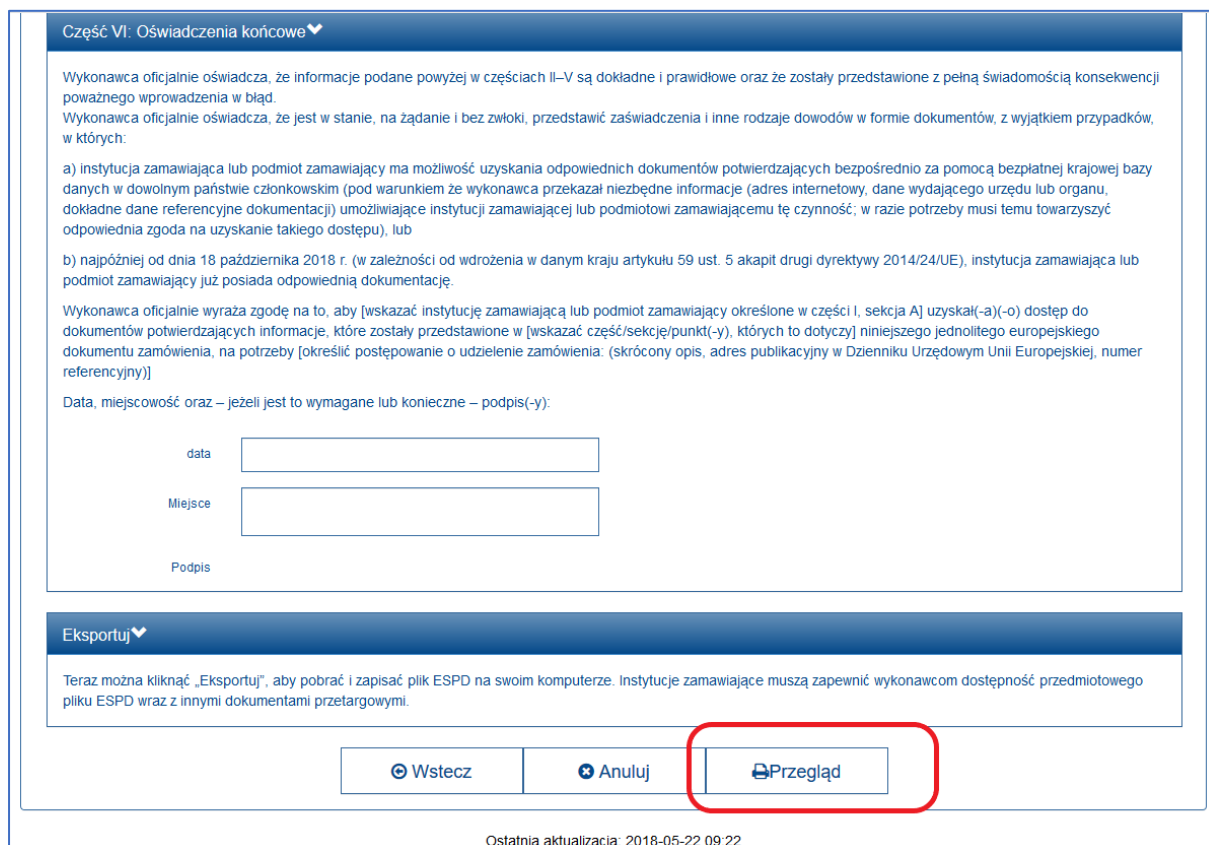 Część VI: Oświadczenia końcowe
Wykonawca oficjalnie oświadcza, że informacje podane powyżej w częściach II–V są dokładne i prawidłowe oraz że zostały przedstawione z pełną świadomością konsekwencji
poważnego wprowadzenia w błąd.
Wykonawca oficjalnie oświadcza, że jest w stanie, na żądanie i bez zwłoki, przedstawić zaświadczenia i inne rodzaje dowodów w formie dokumentów, z wyjątkiem przypadków,
w których:
a) instytucja zamawiająca lub podmiot zamawiający ma możliwość uzyskania odpowiednich dokumentów potwierdzających bezpośrednio za pomocą bezpłatnej krajowej bazy
danych w dowolnym państwie członkowskim (pod warunkiem że wykonawca przekazał niezbędne informacje (adres internetowy, dane wydającego urzędu lub organu,
dokładne dane referencyjne dokumentacji) umożliwiające instytucji zamawiającej lub podmiotowi zamawiającemu tę czynność; w razie potrzeby musi temu towarzyszyć
odpowiednia zgoda na uzyskanie takiego dostępu), lub
b) najpóźniej od dnia 18 października 2018 r. (w zależności od wdrożenia w danym kraju artykułu 59 ust. 5 akapit drugi dyrektywy 2014/24/UE), instytucja zamawiająca lub
podmiot zamawiający już posiada odpowiednią dokumentację.
Wykonawca oficjalnie wyraża zgodę na to, aby [wskazać instytucję zamawiającą lub podmiot zamawiający określone w części I, sekcja A] uzyskał(-a)(-o) dostęp do
dokumentów potwierdzających informacje, które zostały przedstawione w [wskazać część/sekcję/punkt(-y), których to dotyczy] niniejszego jednolitego europejskiego
dokumentu zamówienia, na potrzeby [określić postępowanie o udzielenie zamówienia: (skrócony opis, adres publikacyjny w Dzienniku Urzędowym Unii Europejskiej, numer
referencyjny)]
Data, miejscowość oraz – jeżeli jest to wymagane lub konieczne – podpis(-y):
data
Miejsce
Podpis
Eksportuj
Teraz można kliknąć „Eksportuj”, aby pobrać i zapisać plik ESPD na swoim komputerze. Instytucje zamawiające muszą zapewnić wykonawcom dostępność przedmiotowego
pliku ESPD wraz z innymi dokumentami przetargowymi.
Wstecz Anuluj Przegląd
Ostatnia aktualizacja: 2018-05-22 09:22